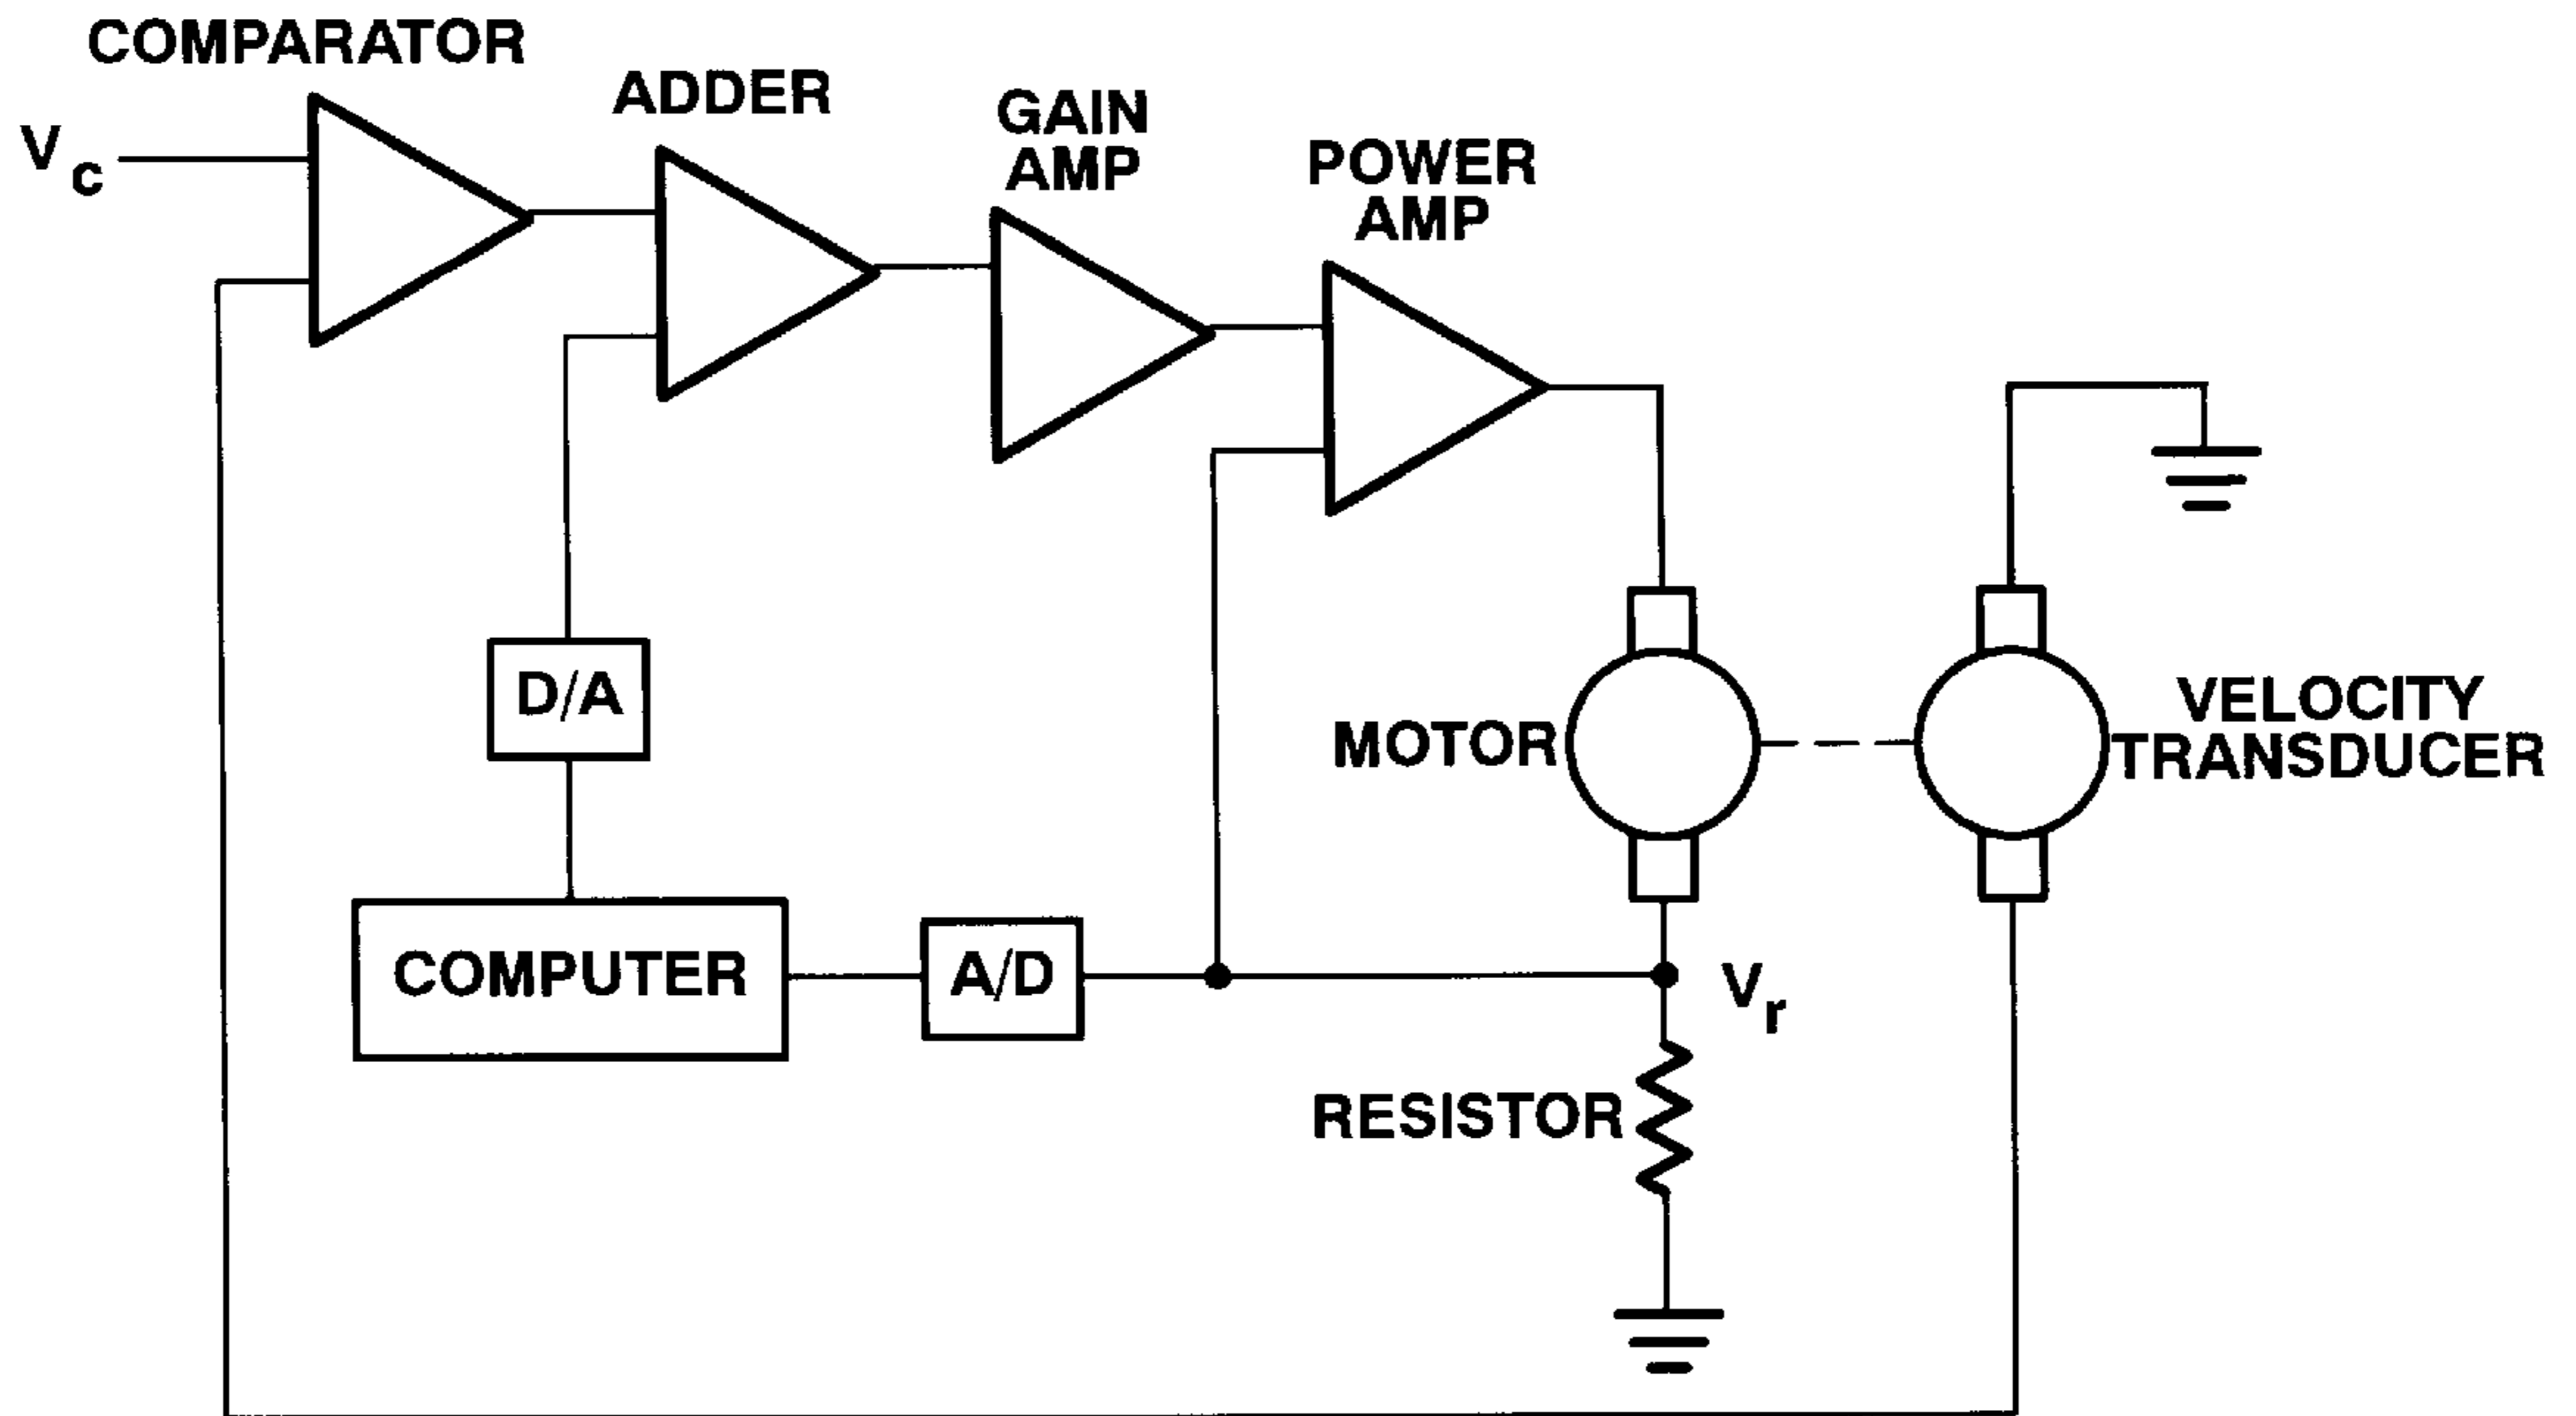 COMPARATOR
ADDER
GAIN
AMP
POWER
AMP
Vc
D/A
MOTOR
VELOCITY
TRANSDUCER
COMPUTER
A/D
Vr
RESISTOR